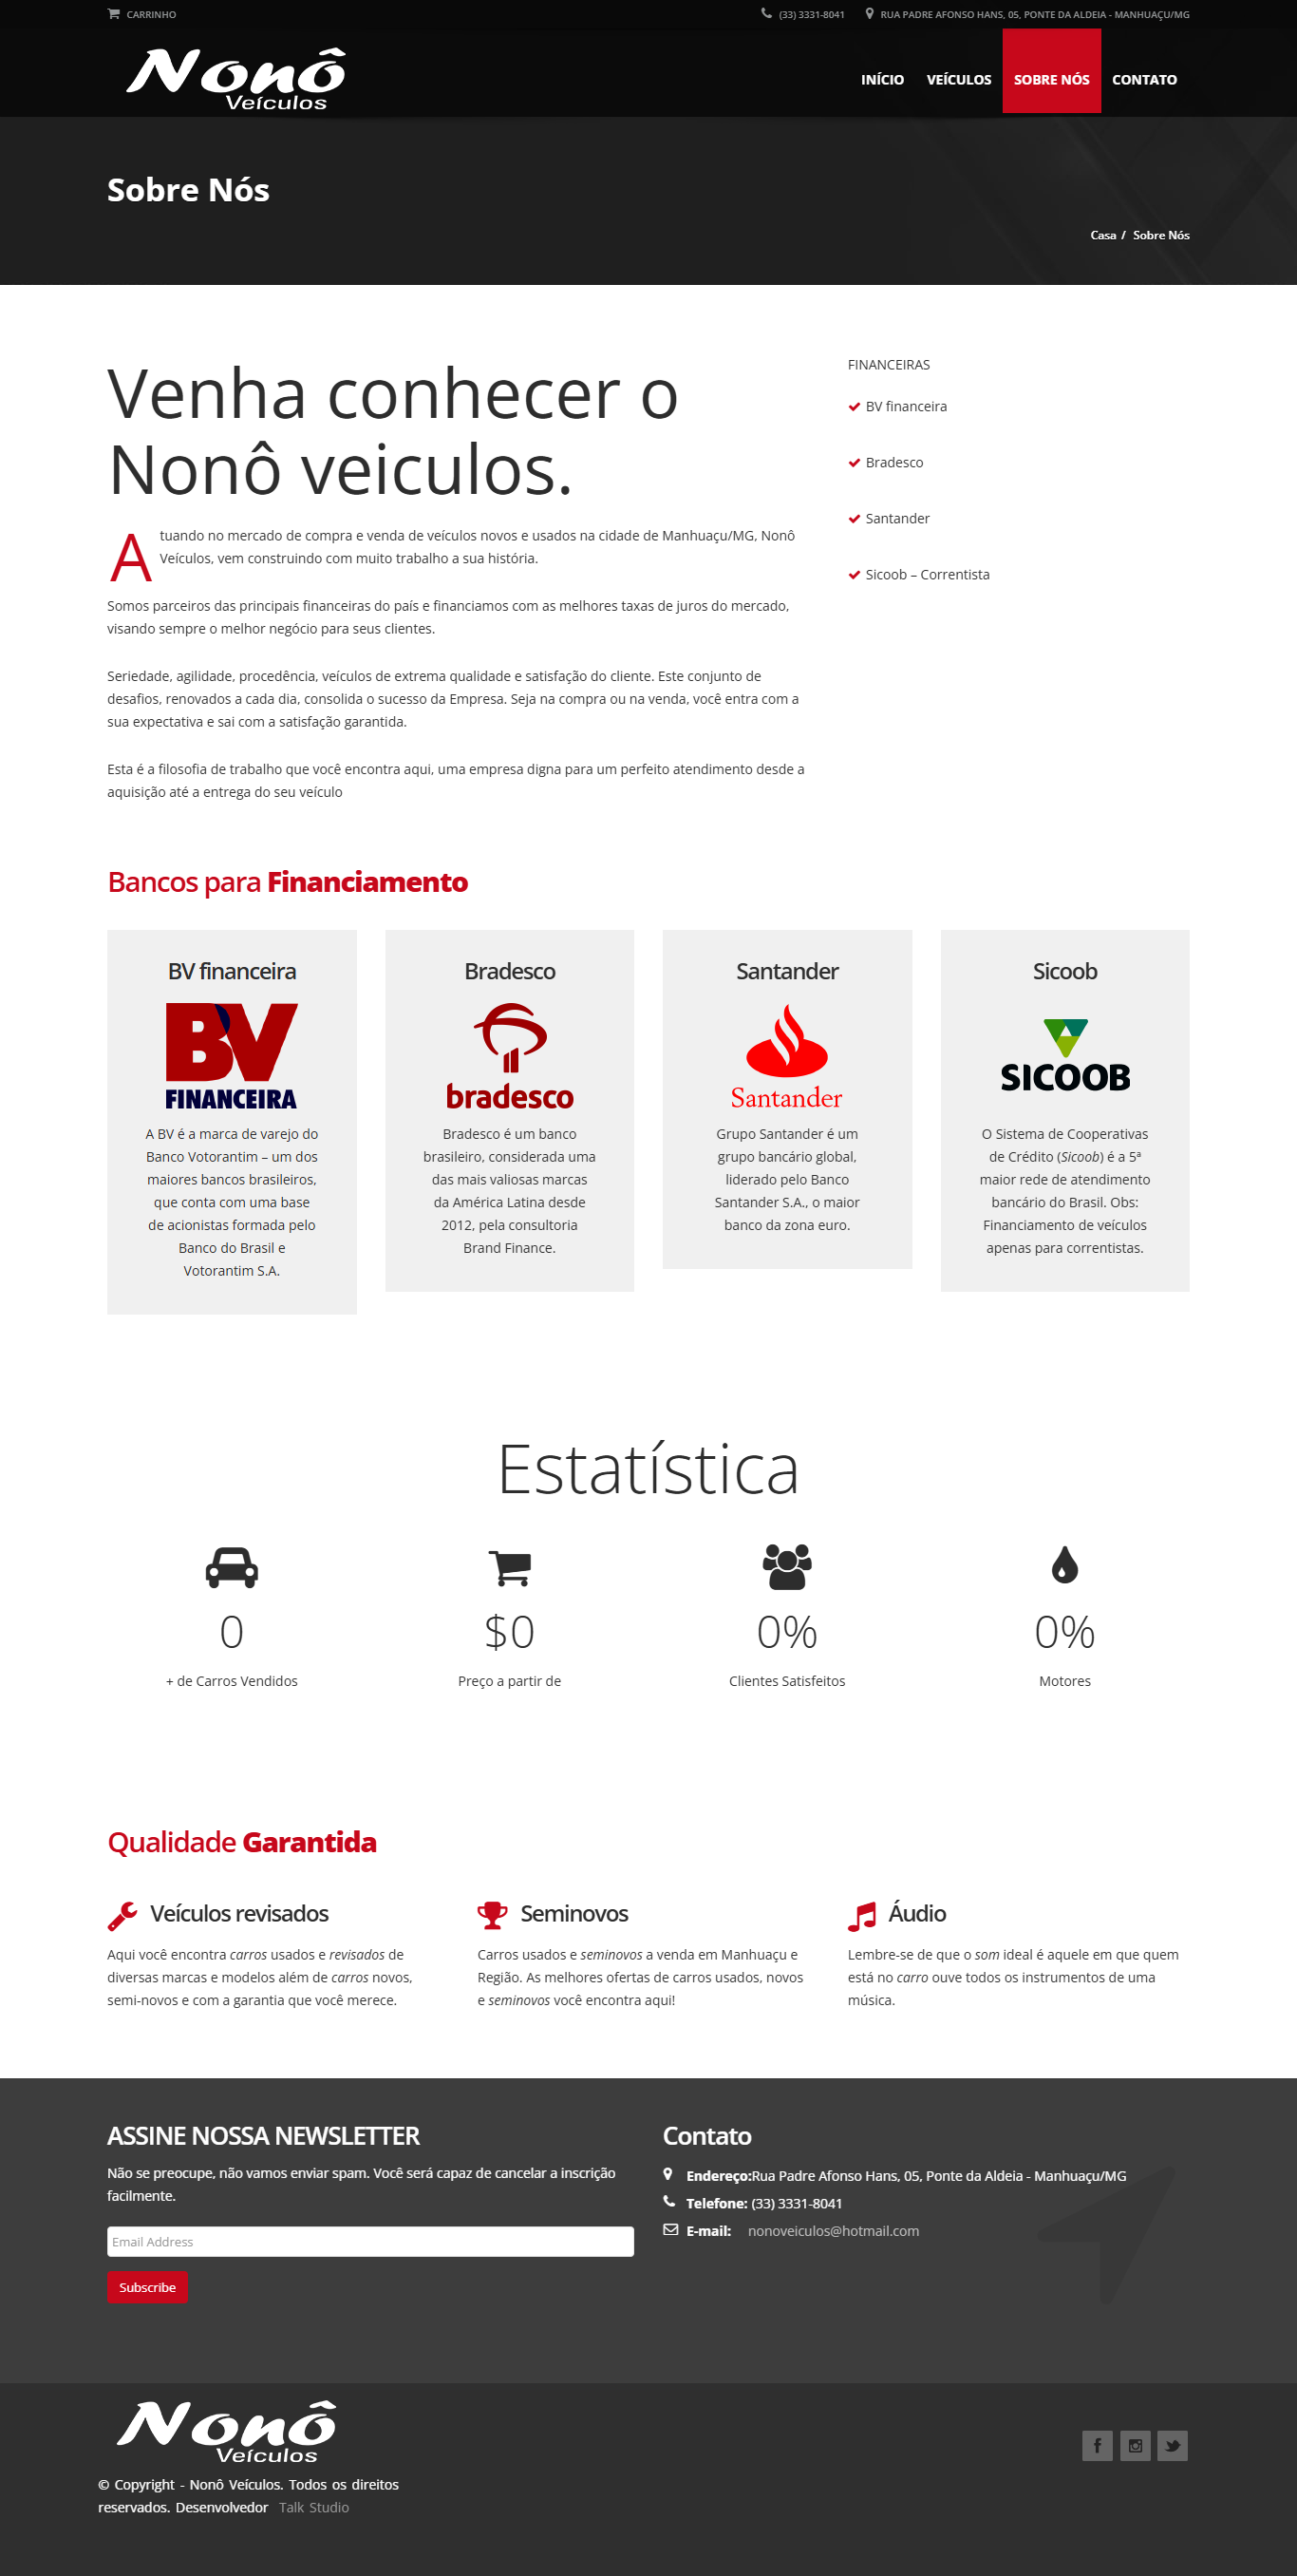 CARRINHO
(33) 3331-8041
RUA PADRE AFONSO HANS, 05, PONTE DA ALDEIA - MANHUAÇU/MG
Nonô
Veículos
INÍCIO
VEÍCULOS
SOBRE NÓS
CONTATO
Sobre Nós
Casa / Sobre Nós
Venha conhecer o
Nonô veiculos.
Atuando no mercado de compra e venda de veículos novos e usados na cidade de Manhuaçu/MG, Nonô
Veículos, vem construindo com muito trabalho a sua história.
Somos parceiros das principais financeiras do país e financiamos com as melhores taxas de juros do mercado,
visando sempre o melhor negócio para seus clientes.
Seriedade, agilidade, procedência, veículos de extrema qualidade e satisfação do cliente. Este conjunto de
desafios, renovados a cada dia, consolida o sucesso da Empresa. Seja na compra ou na venda, você entra com a
sua expectativa e sai com a satisfação garantida.
Esta é a filosofia de trabalho que você encontra aqui, uma empresa digna para um perfeito atendimento desde a
aquisição até a entrega do seu veículo
FINANCEIRAS
BV financeira
Bradesco
Santander
Sicoob – Correntista
Bancos para Financiamento
BV financeira
BV
FINANCEIRA
A BV é a marca de varejo do
Banco Votorantim – um dos
maiores bancos brasileiros,
que conta com uma base
de acionistas formada pelo
Banco do Brasil e
Votorantim S.A.
Bradesco
bradesco
Bradesco é um banco
brasileiro, considerada uma
das mais valiosas marcas
da América Latina desde
2012, pela consultoria
Brand Finance.
Santander
Santander
Grupo Santander é um
grupo bancário global,
liderado pelo Banco
Santander S.A., o maior
banco da zona euro.
Sicoob
SICOOB
O Sistema de Cooperativas
de Crédito (Sicoob) é a 5ª
maior rede de atendimento
bancário do Brasil. Obs:
Financiamento de veículos
apenas para correntistas.
Estatística
0
+ de Carros Vendidos
$0
Preço a partir de
0%
Clientes Satisfeitos
0%
Motores
Qualidade Garantida
Veículos revisados
Aqui você encontra carros usados e revisados de
diversas marcas e modelos além de carros novos,
semi-novos e com a garantia que você merece.
Seminovos
Carros usados e seminovos a venda em Manhuaçu e
Região. As melhores ofertas de carros usados, novos
e seminovos você encontra aqui!
Áudio
Lembre-se de que o som ideal é aquele em que quem
está no carro ouve todos os instrumentos de uma
música.
ASSINE NOSSA NEWSLETTER
Não se preocupe, não vamos enviar spam. Você será capaz de cancelar a inscrição
facilmente.
Email Address
Subscribe
Contato
Endereço:Rua Padre Afonso Hans, 05, Ponte da Aldeia - Manhuaçu/MG
Telefone: (33) 3331-8041
E-mail: nonoveiculos@hotmail.com
Nonô
Veículos
© Copyright - Nonô Veículos. Todos os direitos
reservados. Desenvolvedor Talk Studio